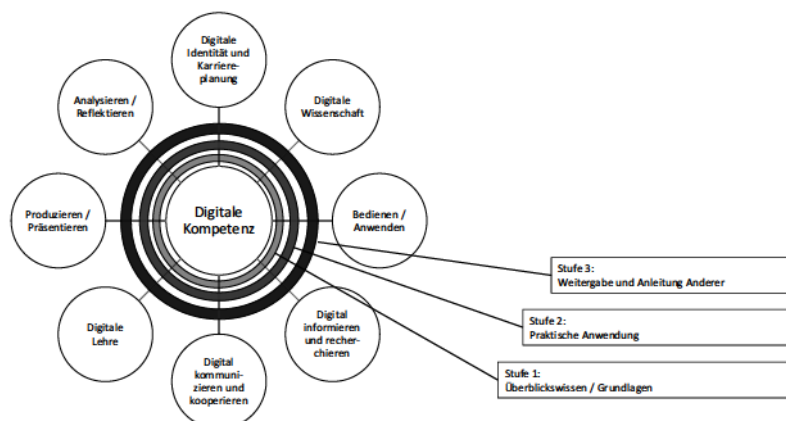 Digitale
Identität und
Karriere-
planung
Analysieren /
Reflektieren
Digitale
Wissenschaft
Produzieren /
Präsentieren
Digitale
Kompetenz
Bedienen /
Anwenden
Stufe 3:
Weitergabe und Anleitung Anderer
Digitale
Lehre
Digital
informieren
und recher-
chieren
Stufe 2:
Praktische Anwendung
Digital
kommuni-
zieren und
kooperieren
Stufe 1:
Überblickswissen / Grundlagen